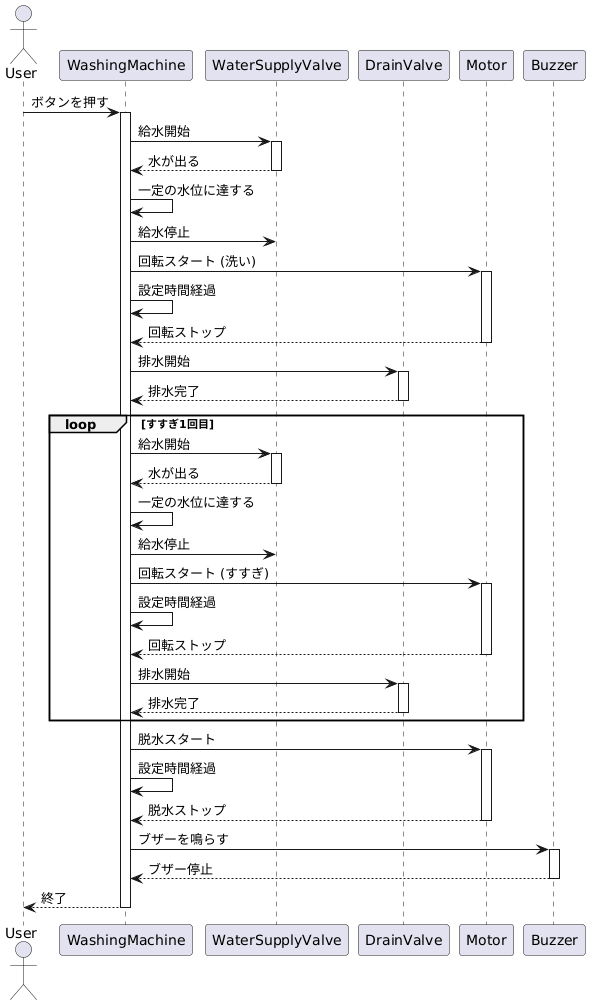 User
WashingMachine
WaterSupplyValve
DrainValve
Motor
Buzzer
ボタンを押す
給水開始
水が出る
一定の水位に達する
給水停止
回転スタート (洗い)
設定時間経過
回転ストップ
排水開始
排水完了
loop
[すすぎ1回目]
給水開始
水が出る
一定の水位に達する
給水停止
回転スタート (すすぎ)
設定時間経過
回転ストップ
排水開始
排水完了
脱水スタート
設定時間経過
脱水ストップ
ブザーを鳴らす
ブザー停止
終了
User
WashingMachine
WaterSupplyValve
DrainValve
Motor
Buzzer